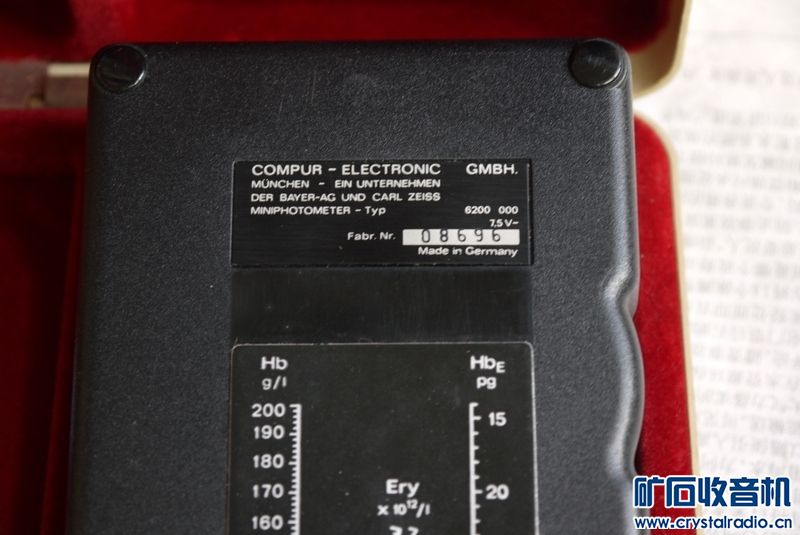 COMPUR - ELECTRONIC GMBH.
MÜNCHEN - EIN UNTERNEHMEN
DER BAYER-AG UND CARL ZEISS
MINIPHOTOMETER - Typ 6200 000
7,5 V-
Fabr. Nr. 08696
Made in Germany
Hb HbE
g/l pg
200
15
190
180
Ery
170 20
x 10¹²/l
160
矿石收音机
www.crystalradio.cn